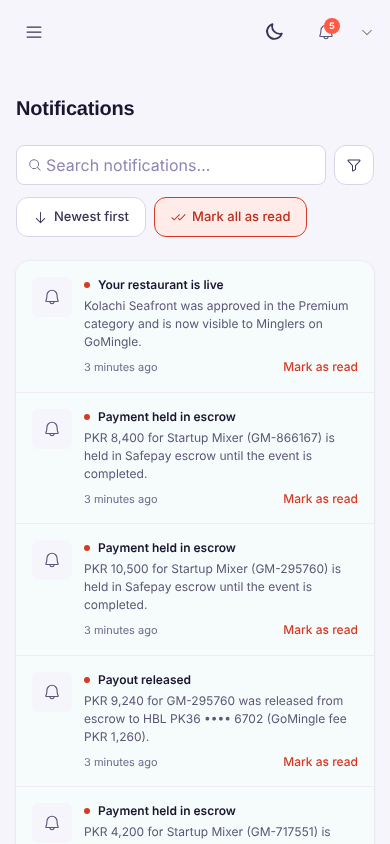 5
Notifications
Search notifications...
Newest first
Mark all as read
Your restaurant is live
Kolachi Seafront was approved in the Premium
category and is now visible to Minglers on
GoMingle.
3 minutes ago
Mark as read
Payment held in escrow
PKR 8,400 for Startup Mixer (GM-866167) is
held in Safepay escrow until the event is
completed.
3 minutes ago
Mark as read
Payment held in escrow
PKR 10,500 for Startup Mixer (GM-295760) is
held in Safepay escrow until the event is
completed.
3 minutes ago
Mark as read
Payout released
PKR 9,240 for GM-295760 was released from
escrow to HBL PK36 •••• 6702 (GoMingle fee
PKR 1,260).
3 minutes ago
Mark as read
Payment held in escrow
PKR 4,200 for Startup Mixer (GM-717551) is